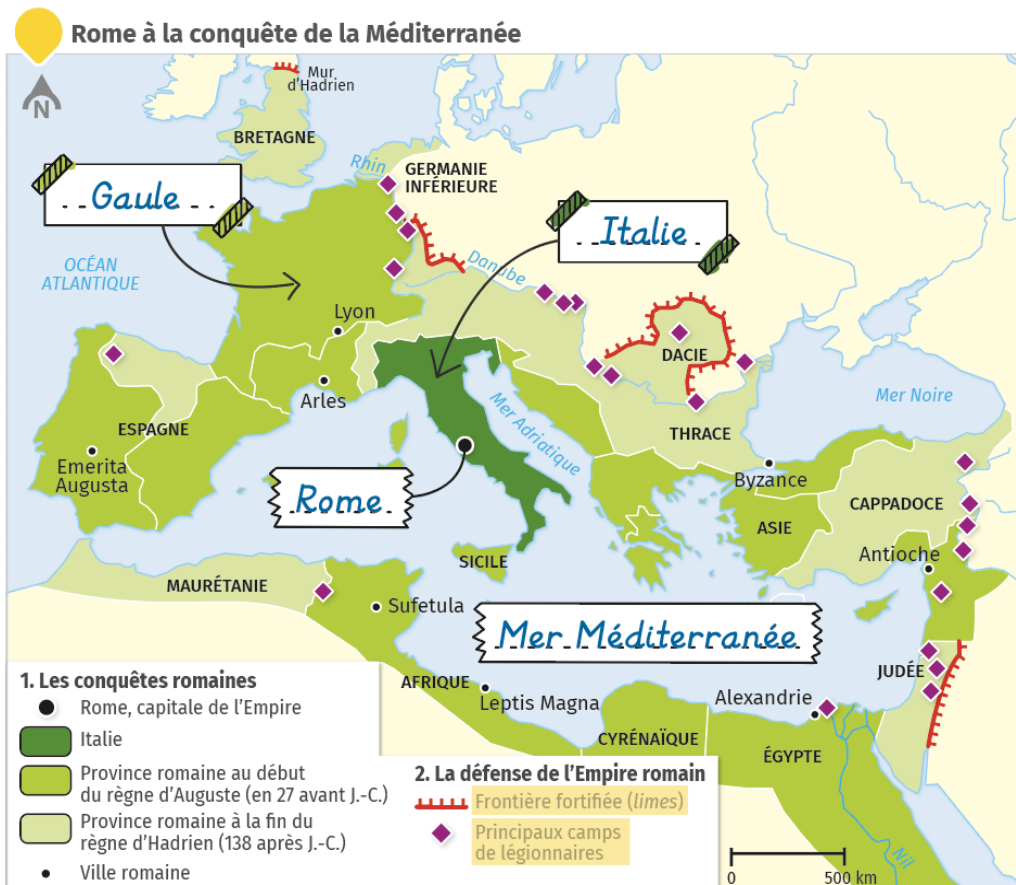 Rome à la conquête de la Méditerranée
N
Mur
d'Hadrien
BRETAGNE
Rhin
GERMANIE
INFÉRIEURE
Gaule
Italie
OCÉAN
ATLANTIQUE
Danube
Lyon
DACIE
Arles
Mer Adriatique
Mer Noire
ESPAGNE
THRACE
Emerita
Augusta
Byzance
Rome
CAPPADOCE
ASIE
Antioche
SICILE
MAURÉTANIE
Sufetula
Mer Méditerranée
JUDÉE
AFRIQUE
Leptis Magna
Alexandrie
CYRÉNAÏQUE
ÉGYPTE
Nil
1. Les conquêtes romaines
Rome, capitale de l'Empire
Italie
Province romaine au début
du règne d'Auguste (en 27 avant J.-C.)
Province romaine à la fin du
règne d'Hadrien (138 après J.-C.)
Ville romaine
2. La défense de l'Empire romain
Frontière fortifiée (limes)
Principaux camps
de légionnaires
0 500 km